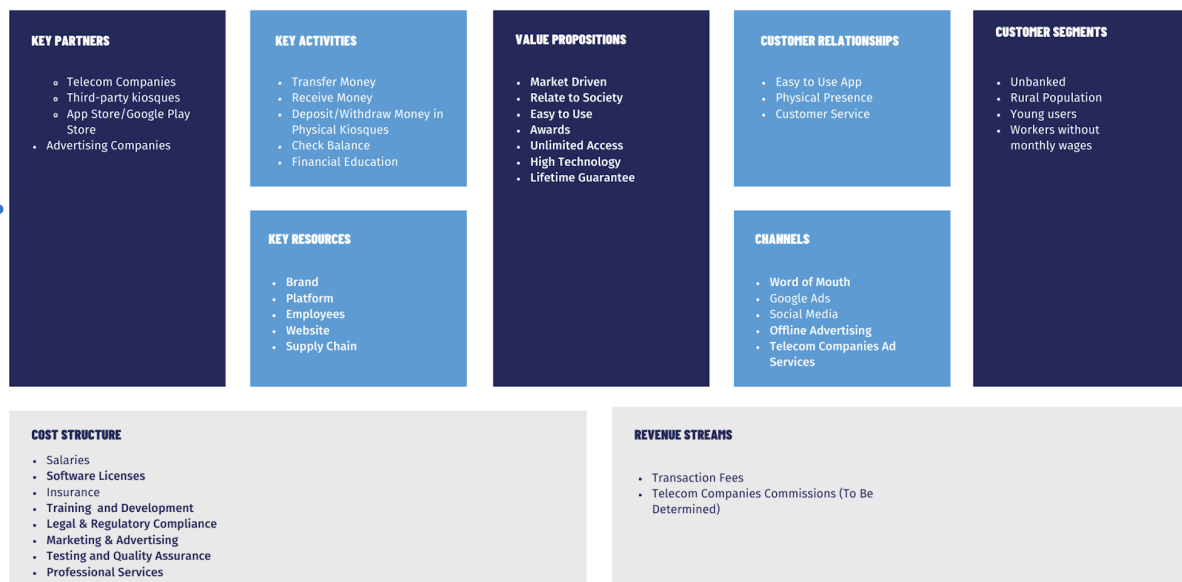 KEY PARTNERS
Telecom Companies
Third-party kiosques
App Store/Google Play
Store
Advertising Companies
KEY ACTIVITIES
Transfer Money
Receive Money
Deposit/Withdraw Money in
Physical Kiosques
Check Balance
Financial Education
KEY RESOURCES
Brand
Platform
Employees
Website
Supply Chain
VALUE PROPOSITIONS
Market Driven
Relate to Society
Easy to Use
Awards
Unlimited Access
High Technology
Lifetime Guarantee
CUSTOMER RELATIONSHIPS
Easy to Use App
Physical Presence
Customer Service
CHANNELS
Word of Mouth
Google Ads
Social Media
Offline Advertising
Telecom Companies Ad
Services
CUSTOMER SEGMENTS
Unbanked
Rural Population
Young users
Workers without
monthly wages
COST STRUCTURE
Salaries
Software Licenses
Insurance
Training and Development
Legal & Regulatory Compliance
Marketing & Advertising
Testing and Quality Assurance
Professional Services
REVENUE STREAMS
Transaction Fees
Telecom Companies Commissions (To Be
Determined)